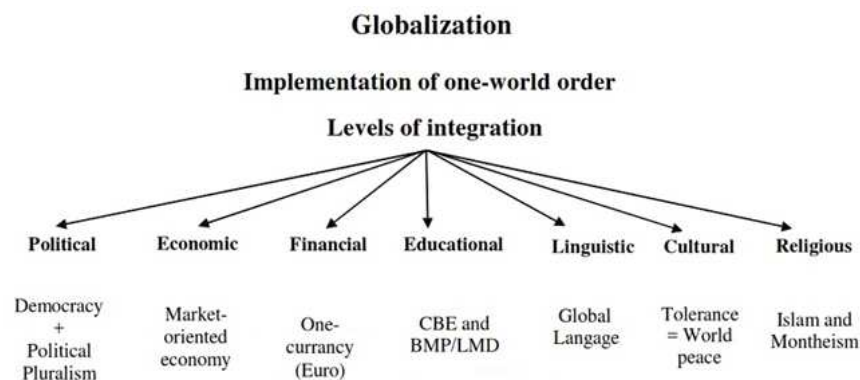 Globalization
Implementation of one-world order
Levels of integration
Political Economic Financial Educational Linguistic Cultural Religious
Democracy
+
Political
Pluralism
Market-
oriented
economy
One-
currancy
(Euro)
CBE and
BMP/LMD
Global
Langage
Tolerance
= World
peace
Islam and
Montheism